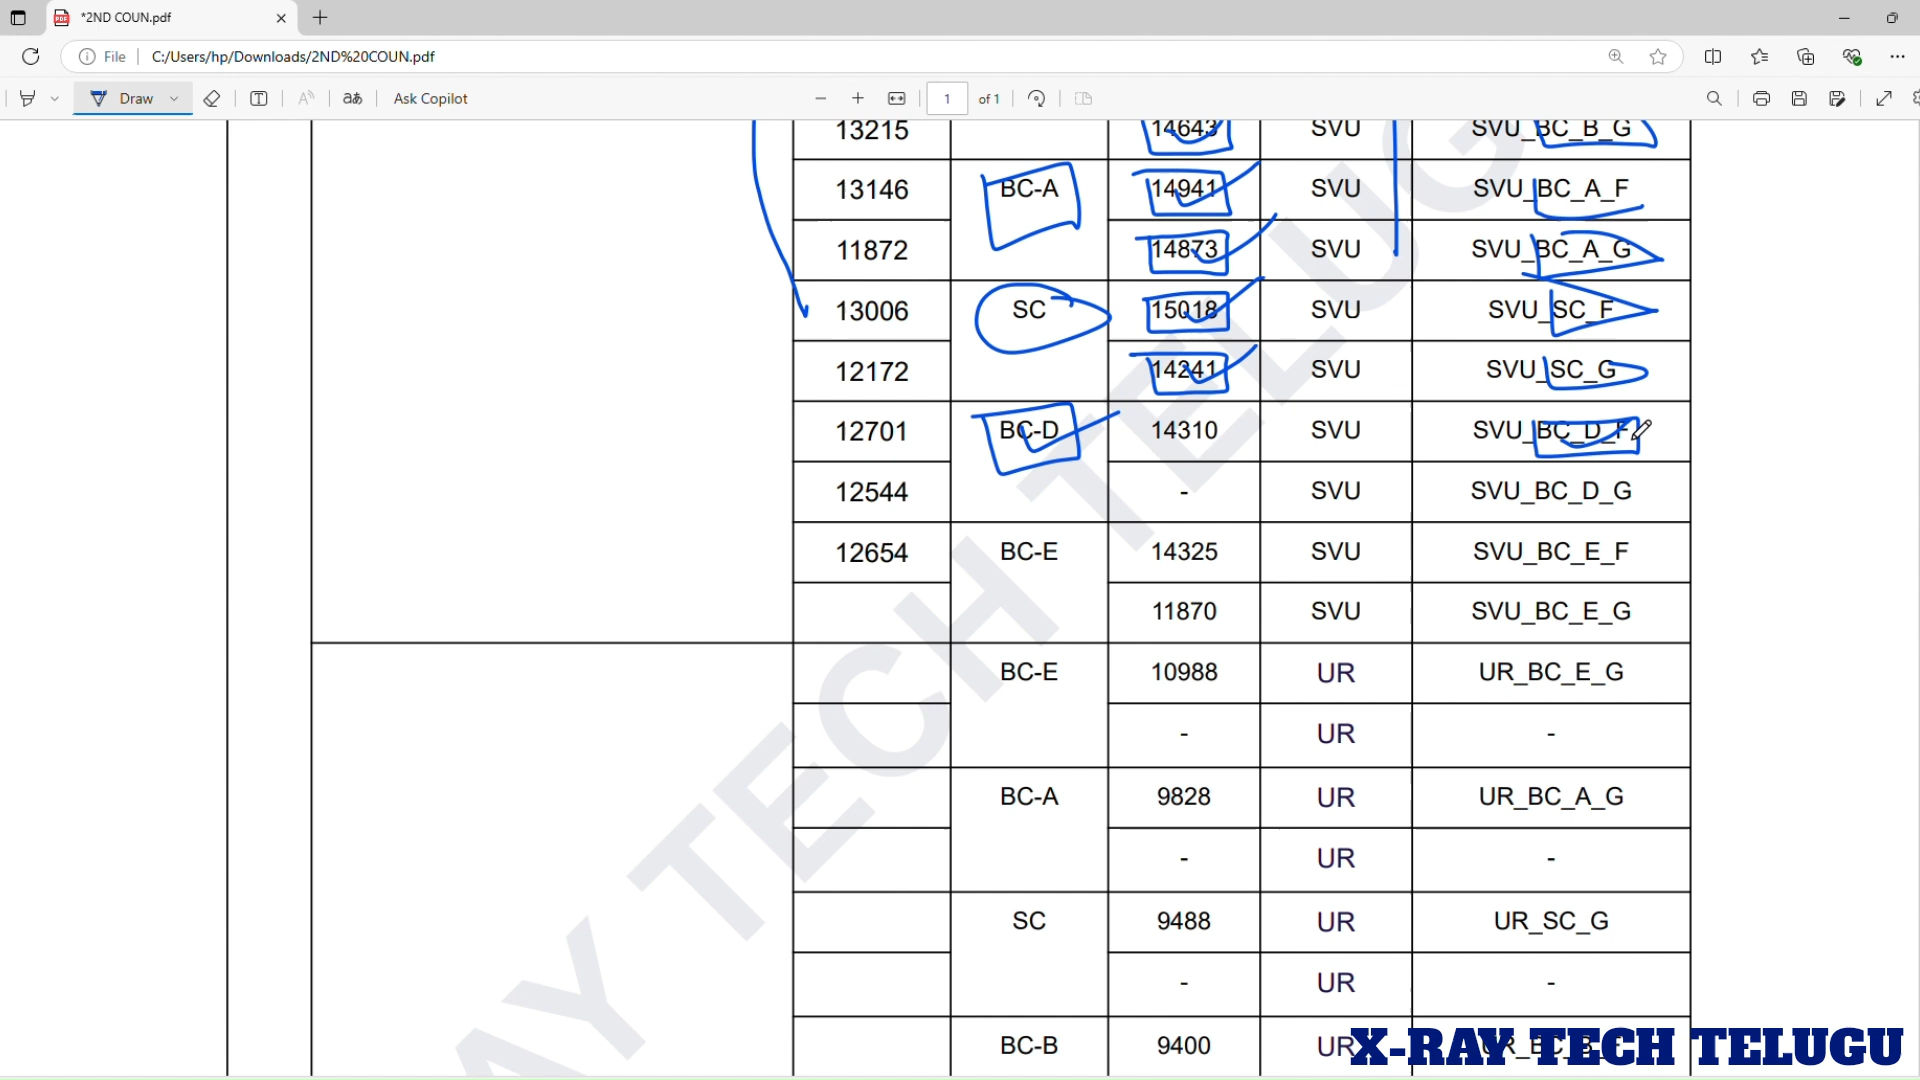 *2ND COUN.pdf
File C:/Users/hp/Downloads/2ND%20COUN.pdf
Draw Ask Copilot 1 of 1
13215 14643 SVU SVU_BC_B_G
13146 BC-A 14941 SVU SVU_BC_A_F
11872 14873 SVU SVU_BC_A_G
13006 SC 15018 SVU SVU_SC_F
12172 14241 SVU SVU_SC_G
12701 BC-D 14310 SVU SVU_BC_D_F
12544 - SVU SVU_BC_D_G
12654 BC-E 14325 SVU SVU_BC_E_F
11870 SVU SVU_BC_E_G
BC-E 10988 UR UR_BC_E_G
- UR -
BC-A 9828 UR UR_BC_A_G
- UR -
SC 9488 UR UR_SC_G
- UR -
BC-B 9400 UR
X-RAY TECH TELUGU
AY TECH TELUG